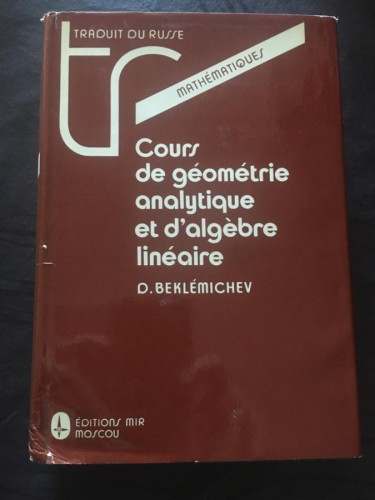 TRADUIT DU RUSSE
tr
MATHÉMATIQUES
Cours
de géométrie
analytique
et d'algèbre
linéaire
D. BEKLÉMICHEV
ÉDITIONS MIR
MOSCOU